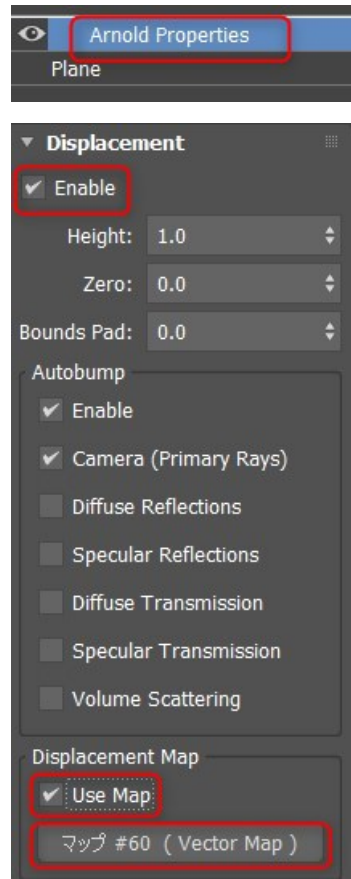 Arnold Properties
Plane
Displacement
Enable
Height: 1.0
Zero: 0.0
Bounds Pad: 0.0
Autobump
Enable
Camera (Primary Rays)
Diffuse Reflections
Specular Reflections
Diffuse Transmission
Specular Transmission
Volume Scattering
Displacement Map
Use Map
マップ #60 ( Vector Map )